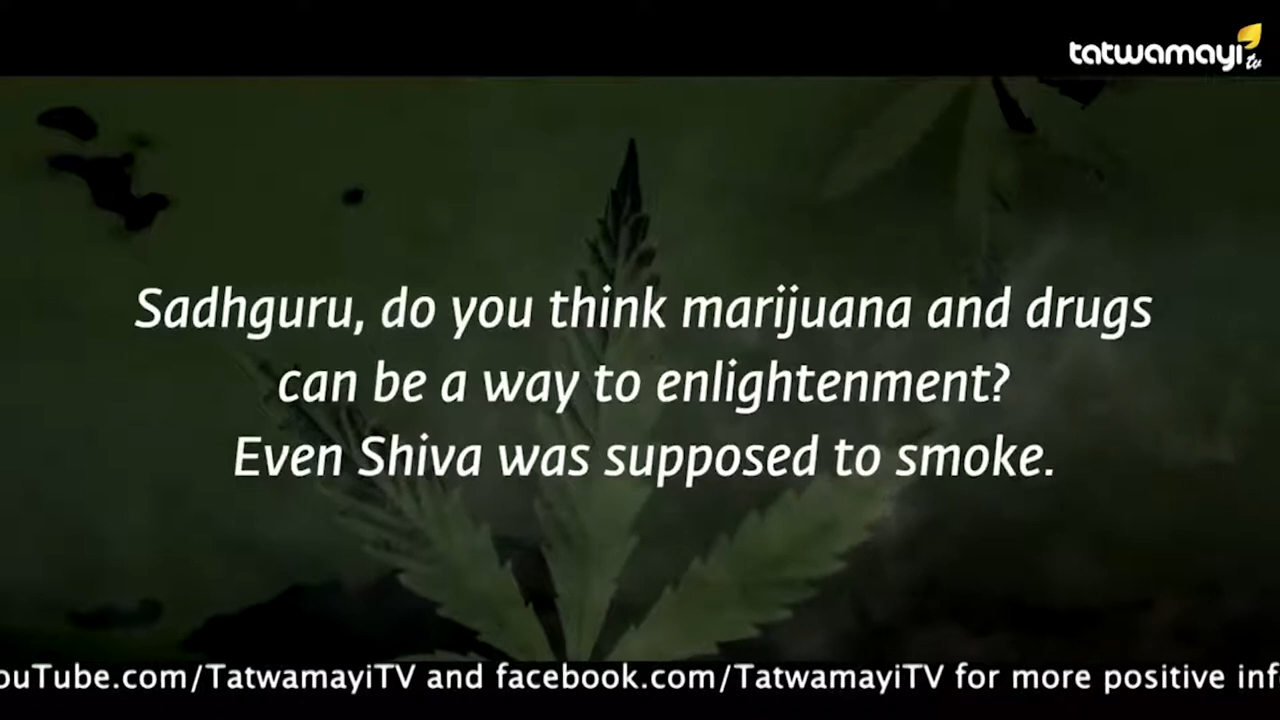 tatwamayi tv
Sadhguru, do you think marijuana and drugs
can be a way to enlightenment?
Even Shiva was supposed to smoke.
ouTube.com/TatwamayiTV and facebook.com/TatwamayiTV for more positive inf